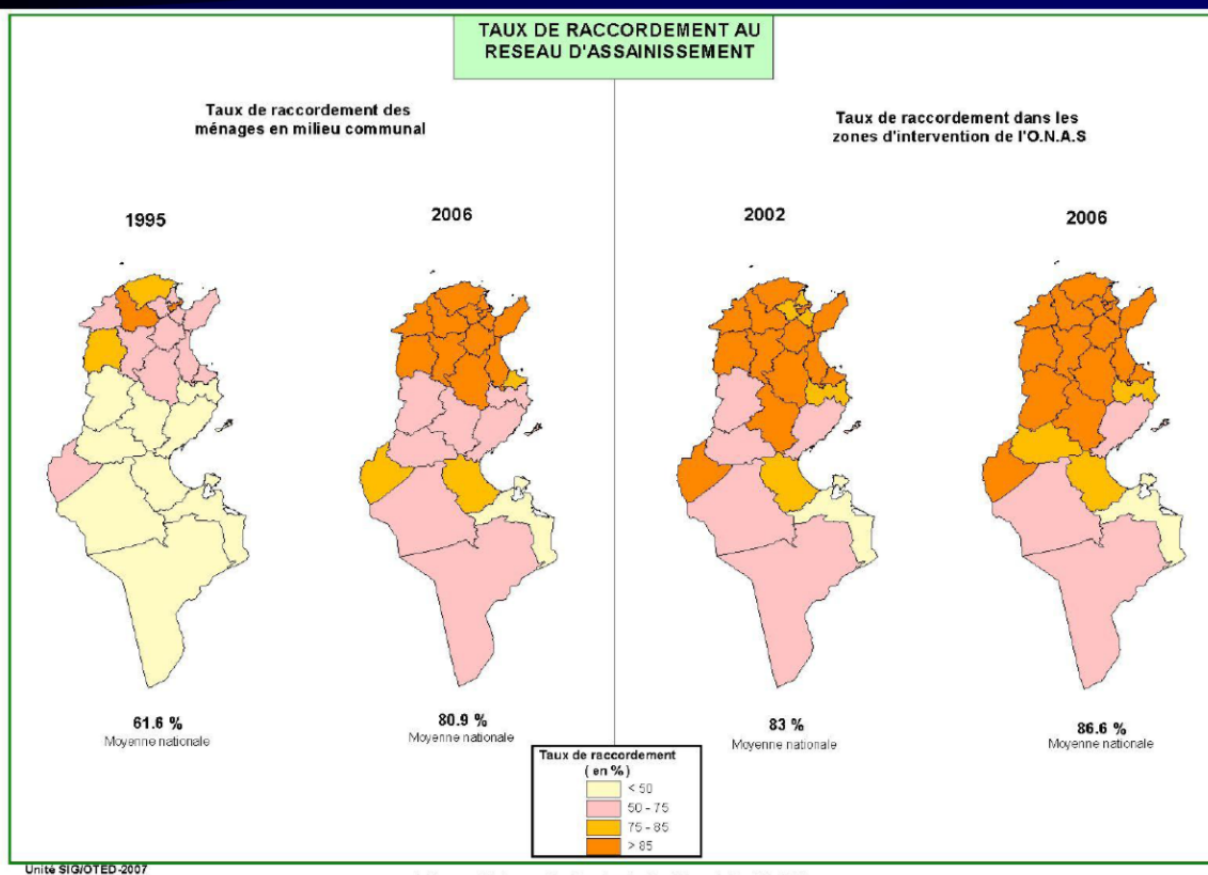 TAUX DE RACCORDEMENT AU
RESEAU D'ASSAINISSEMENT
Taux de raccordement des
ménages en milieu communal
Taux de raccordement dans les
zones d'intervention de l'O.N.A.S
1995
2006
2002
2006
61.6 %
Moyenne nationale
80.9 %
Moyenne nationale
83 %
Moyenne nationale
86.6 %
Moyenne nationale
Taux de raccordement
( en % )
< 50
50 - 75
75 - 85
> 85
Unité SIG/OTED-2007